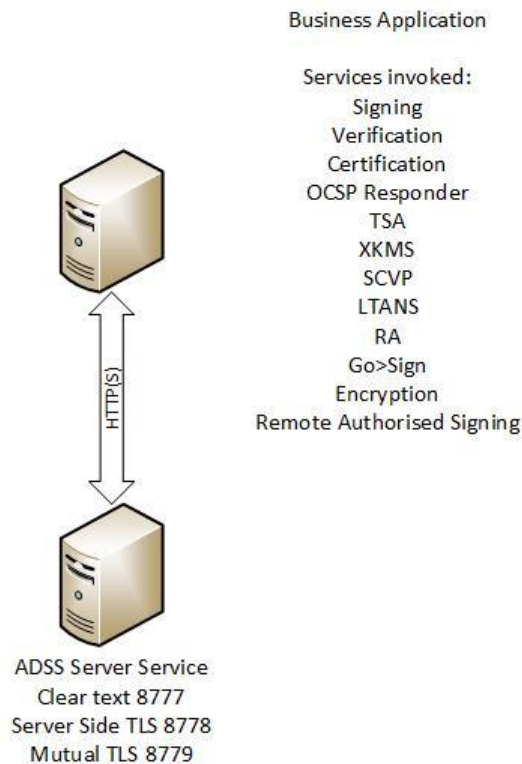 Business Application
Services invoked:
Signing
Verification
Certification
OCSP Responder
TSA
XKMS
SCVP
LTANS
RA
Go>Sign
Encryption
Remote Authorised Signing
HTTP(S)
ADSS Server Service
Clear text 8777
Server Side TLS 8778
Mutual TLS 8779